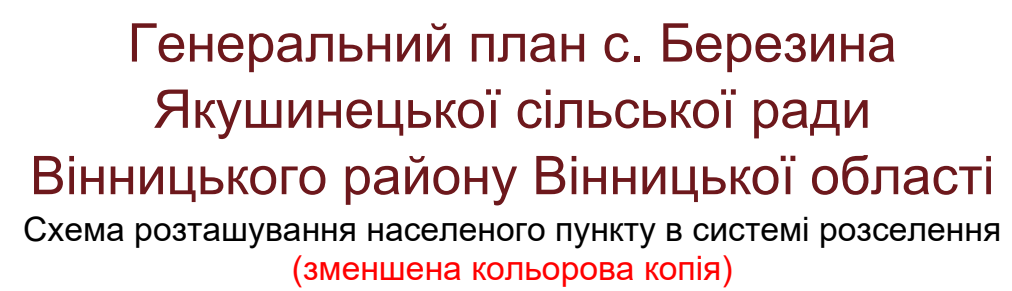 Генеральний план с. Березина
Якушинецької сільської ради
Вінницького району Вінницької області
Схема розташування населеного пункту в системі розселення
(зменшена кольорова копія)